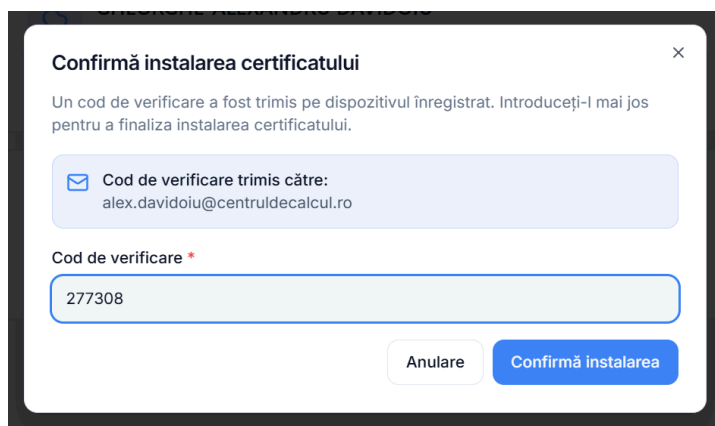 Confirmă instalarea certificatului
Un cod de verificare a fost trimis pe dispozitivul înregistrat. Introduceți-l mai jos
pentru a finaliza instalarea certificatului.
Cod de verificare trimis către:
alex.davidoiu@centruldecalcul.ro
Cod de verificare *
277308
Anulare
Confirmă instalarea